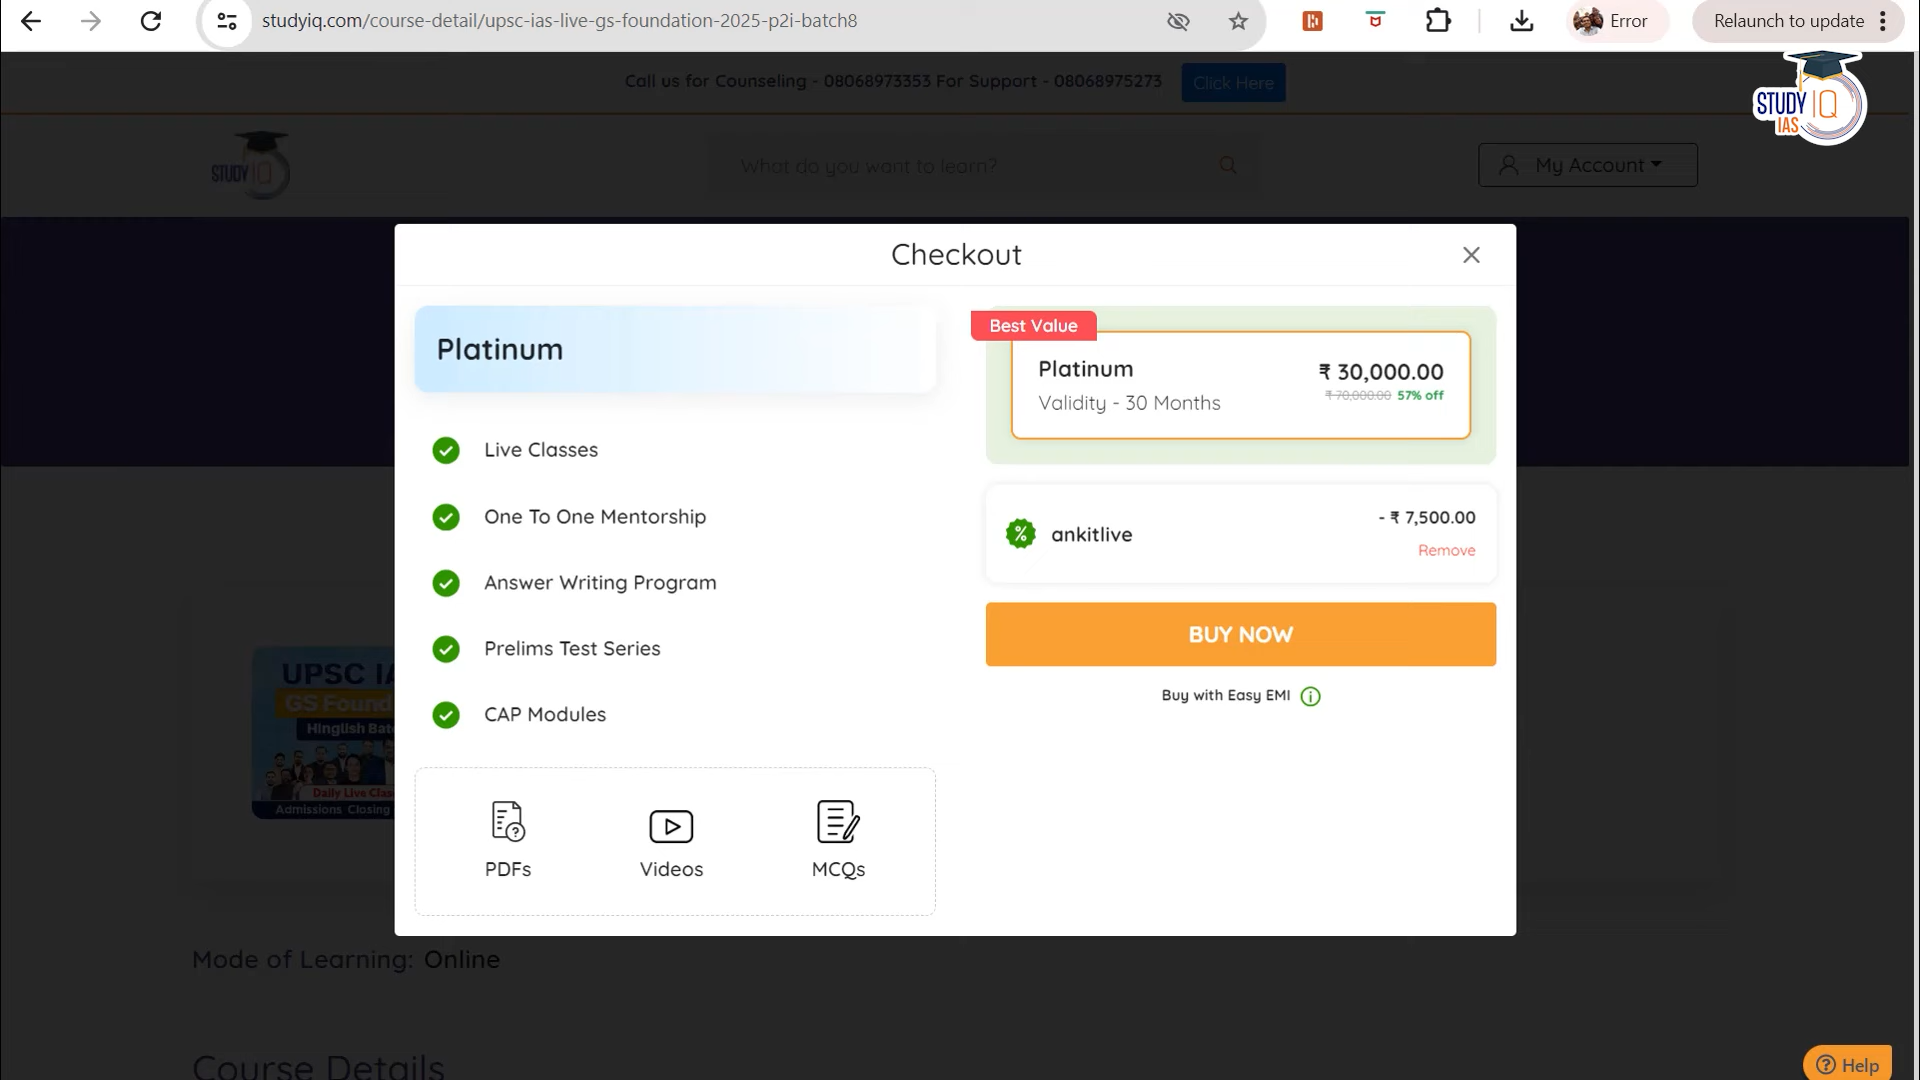 studyiq.com/course-detail/upsc-ias-live-gs-foundation-2025-p2i-batch8
Error
Relaunch to update
Call us for Counseling - 08068973353 For Support - 08068975273
Click Here
STUDY IQ
IAS
STUDY IQ
What do you want to learn?
My Account
Checkout
Platinum
Live Classes
One To One Mentorship
Answer Writing Program
Prelims Test Series
CAP Modules
PDFs
Videos
MCQs
Best Value
Platinum
₹ 30,000.00
Validity - 30 Months
₹ 70,000.00 57% off
ankitlive
- ₹ 7,500.00
Remove
BUY NOW
Buy with Easy EMI
UPSC IA
GS Found
Hinglish Bat
Daily Live Clas
Admissions Closing
Mode of Learning: Online
Course Details
Help